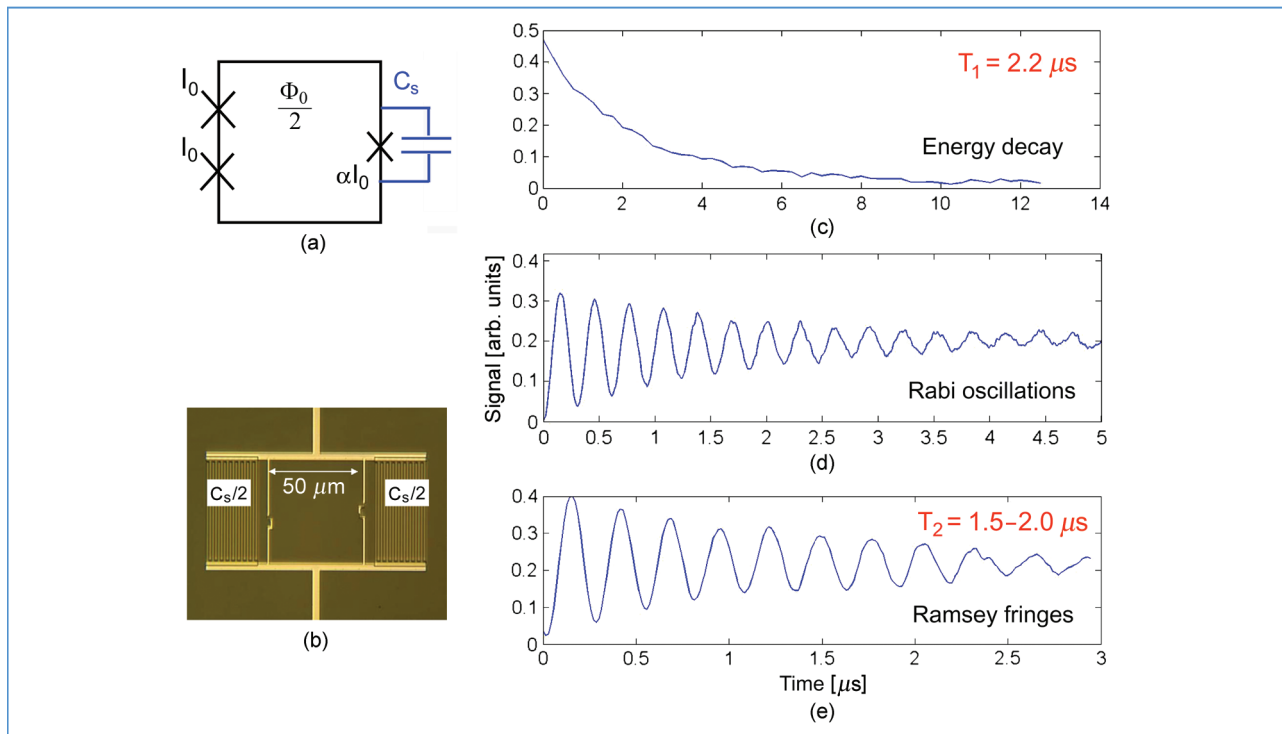 I₀
Φ₀
2
C_s
I₀
αI₀
(a)
C_s/2
50 μm
C_s/2
(b)
0.5
0.4
0.3
0.2
0.1
0
T₁ = 2.2 μs
Energy decay
0 2 4 6 8 10 12 14
(c)
Signal [arb. units]
0.4
0.3
0.2
0.1
0
Rabi oscillations
0 0.5 1 1.5 2 2.5 3 3.5 4 4.5 5
(d)
0.4
0.3
0.2
0.1
0
T₂ = 1.5–2.0 μs
Ramsey fringes
0 0.5 1 1.5 2 2.5 3
Time [μs]
(e)